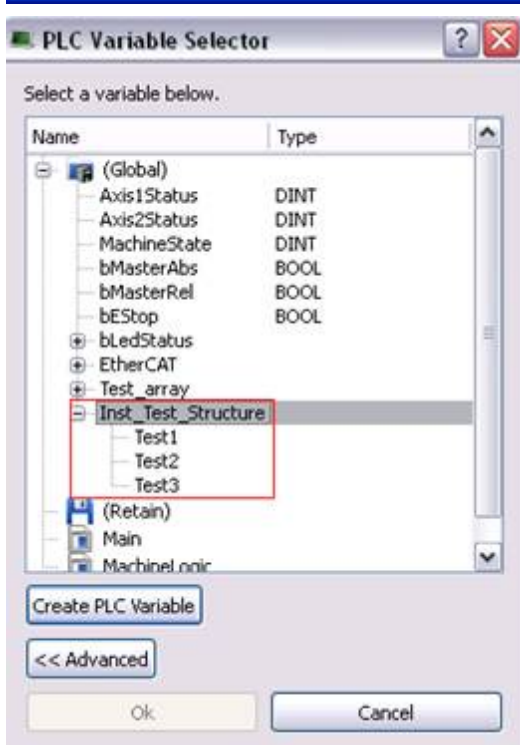 PLC Variable Selector
Select a variable below.
Name Type
(Global)
Axis1Status DINT
Axis2Status DINT
MachineState DINT
bMasterAbs BOOL
bMasterRel BOOL
bEStop BOOL
bLedStatus
EtherCAT
Test_array
Inst_Test_Structure
Test1
Test2
Test3
(Retain)
Main
MachineLogic
Create PLC Variable
<< Advanced
Ok Cancel